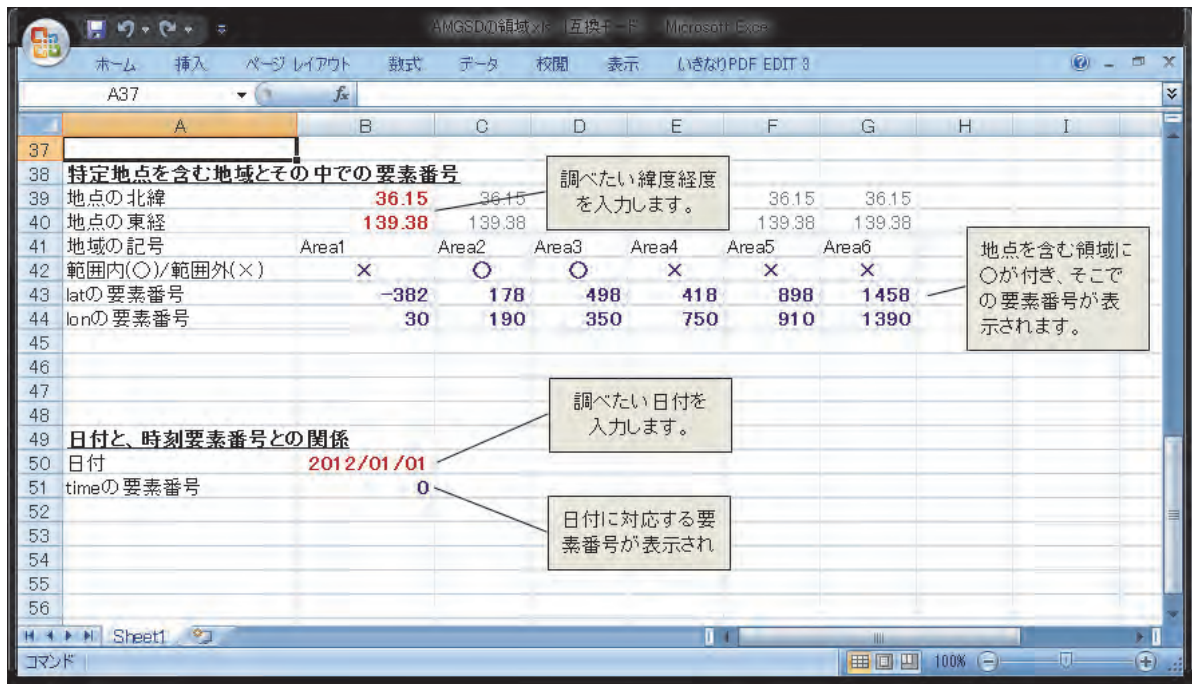 AMGSDの領域.xls [互換モード] Microsoft Excel
ホーム 挿入 ページ レイアウト 数式 データ 校閲 表示 いきなりPDF EDIT 3
A37 fx
A B C D E F G H I
37
38 特定地点を含む地域とその中での要素番号
39 地点の北緯 36.15 36.15 36.15 36.15
40 地点の東経 139.38 139.38 139.38 139.38
調べたい緯度経度
を入力します。
41 地域の記号 Area1 Area2 Area3 Area4 Area5 Area6
42 範囲内(○)/範囲外(×) × ○ ○ × × ×
43 latの要素番号 -382 178 498 418 898 1458
44 lonの要素番号 30 190 350 750 910 1390
地点を含む領域に
○が付き、そこで
の要素番号が表
示されます。
45
46
47
48
調べたい日付を
入力します。
49 日付と、時刻要素番号との関係
50 日付 2012/01/01
51 timeの要素番号 0
52
53
日付に対応する要
素番号が表示され
54
55
56
Sheet1
コマンド 100%